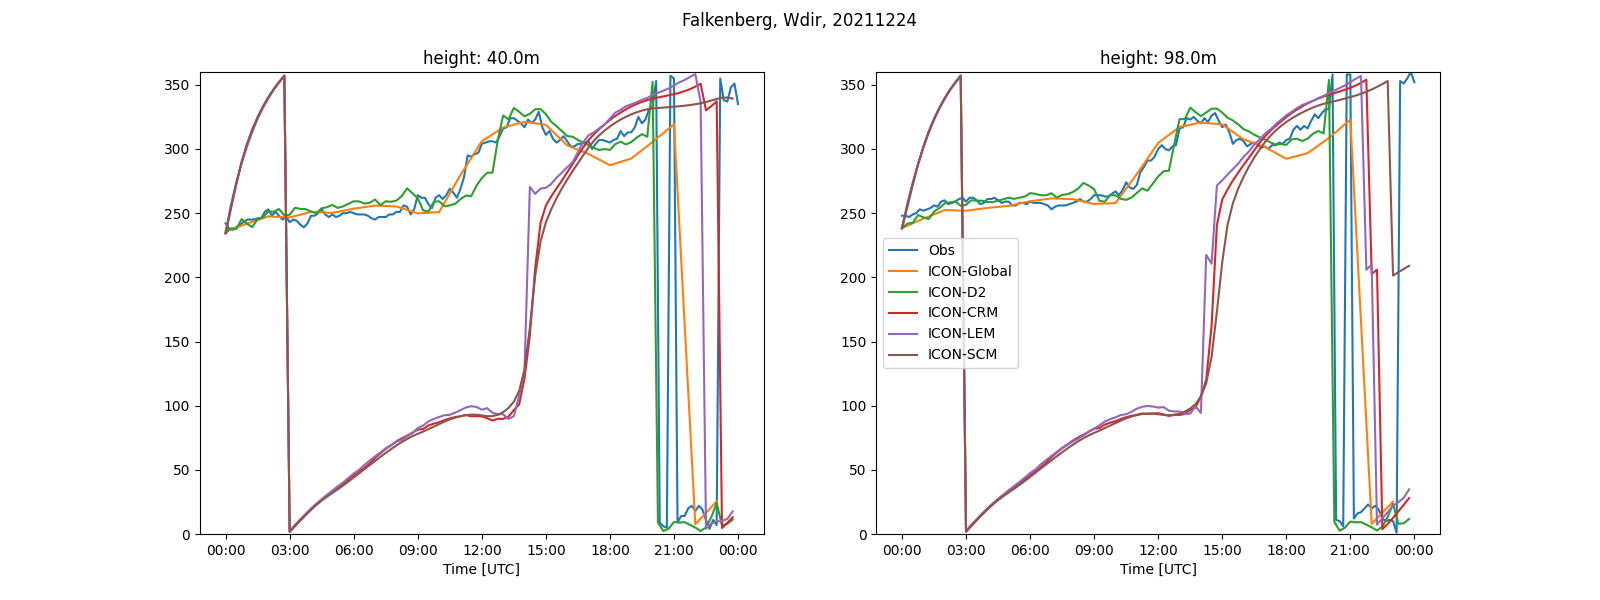 Falkenberg, Wdir, 20211224
height: 40.0m
350
300
250
200
150
100
50
0
00:00 03:00 06:00 09:00 12:00 15:00 18:00 21:00 00:00
Time [UTC]
height: 98.0m
350
300
250
200
150
100
50
0
Obs
ICON-Global
ICON-D2
ICON-CRM
ICON-LEM
ICON-SCM
00:00 03:00 06:00 09:00 12:00 15:00 18:00 21:00 00:00
Time [UTC]